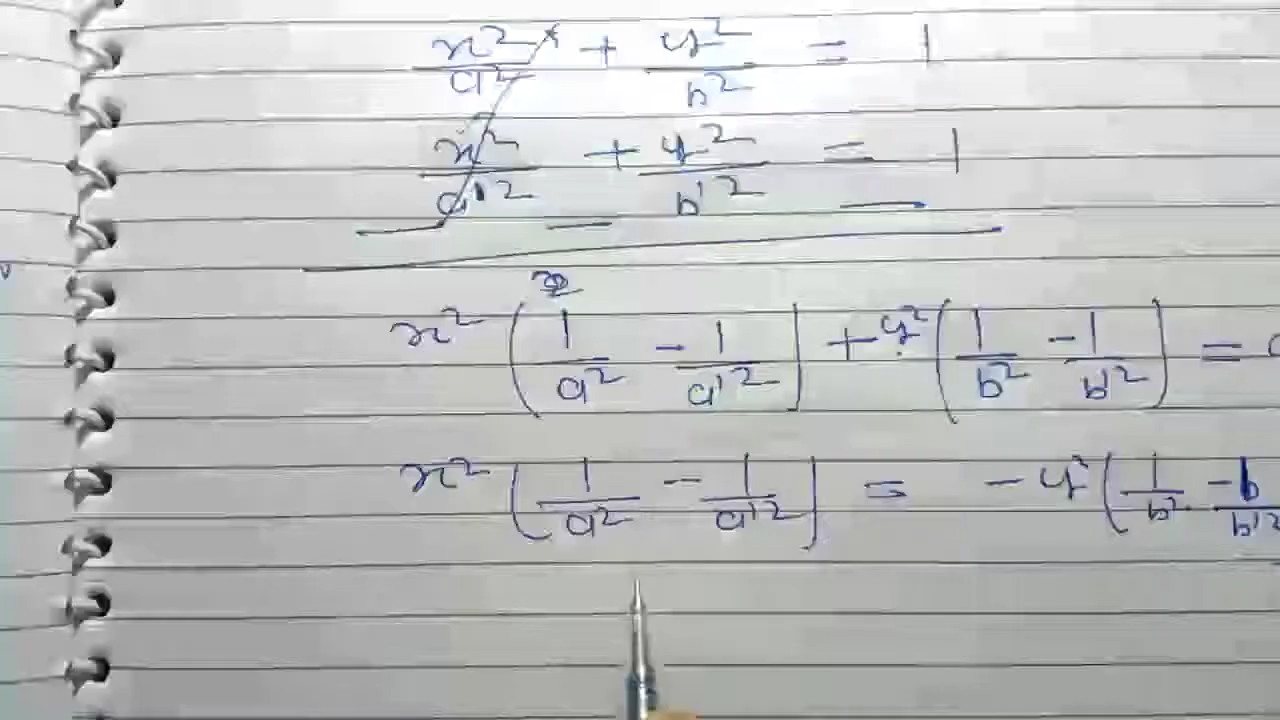 x²/a² + y²/b² = 1
x²/a'² + y²/b'² = 1
x² (1/a² - 1/a'²) + y² (1/b² - 1/b'²) =
x² (1/a² - 1/a'²) = - y² (1/b² - b/b'²